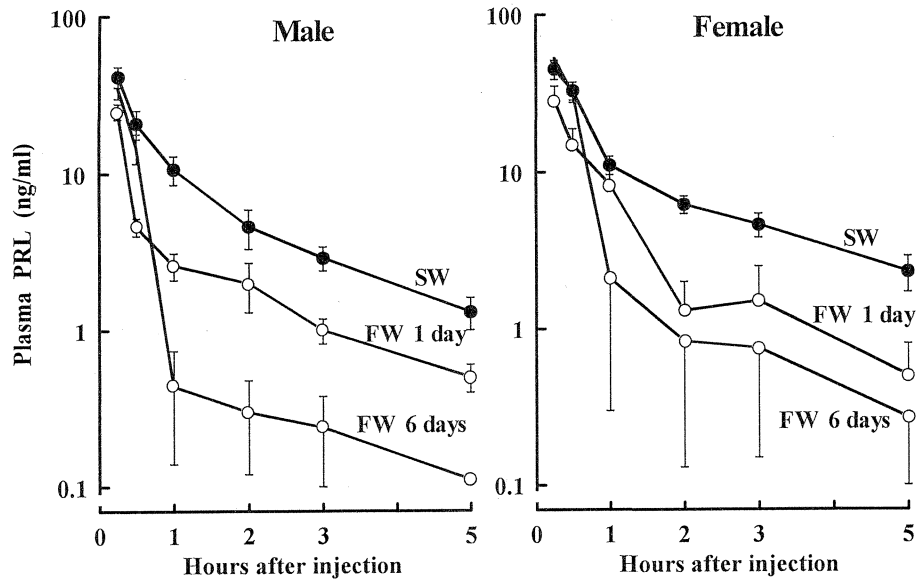 Male
Female
Plasma PRL (ng/ml)
100
10
1
0.1
SW
FW 1 day
FW 6 days
0 1 2 3 5
Hours after injection
100
10
1
0.1
SW
FW 1 day
FW 6 days
0 1 2 3 5
Hours after injection